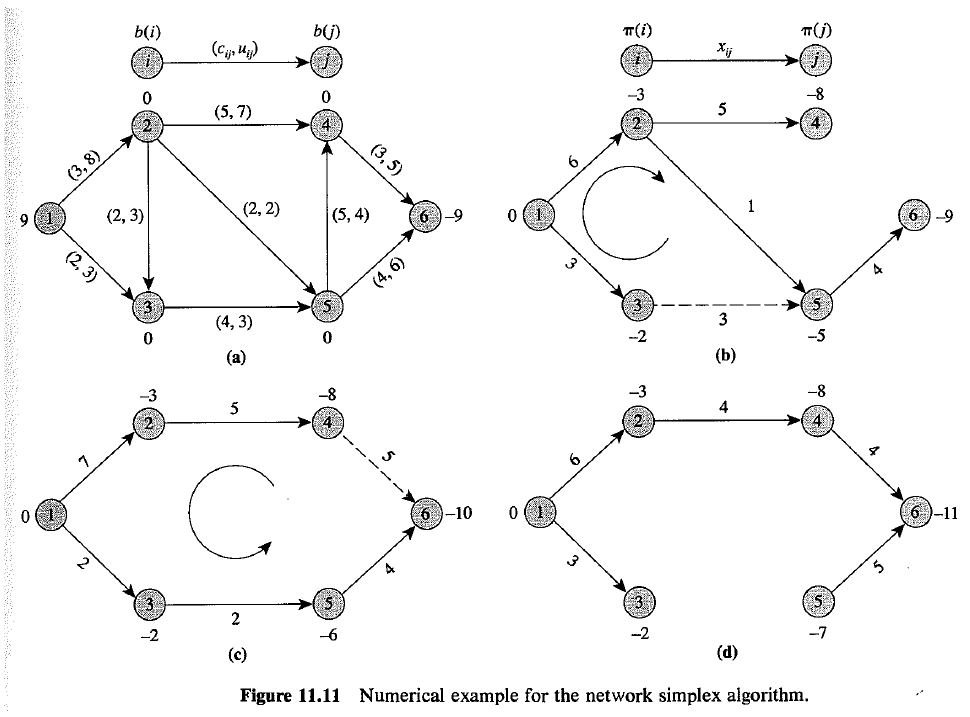 b(i) b(j)
(c_ij, u_ij)
i j
0 0
2 (5, 7) 4
(3, 8) (3, 5)
9 1 (2, 3) (2, 2) (5, 4) 6 –9
(2, 3) (4, 6)
3 (4, 3) 5
0 0
(a)
π(i) π(j)
x_ij
i j
–3 –8
2 5 4
6
0 1 1 6 –9
3 4
3 3 5
–2 –5
(b)
–3 –8
2 5 4
7 5
0 1 6 –10
2 4
3 2 5
–2 –6
(c)
–3 –8
2 4 4
6 4
0 1 6 –11
3 5
3 5
–2 –7
(d)
Figure 11.11 Numerical example for the network simplex algorithm.